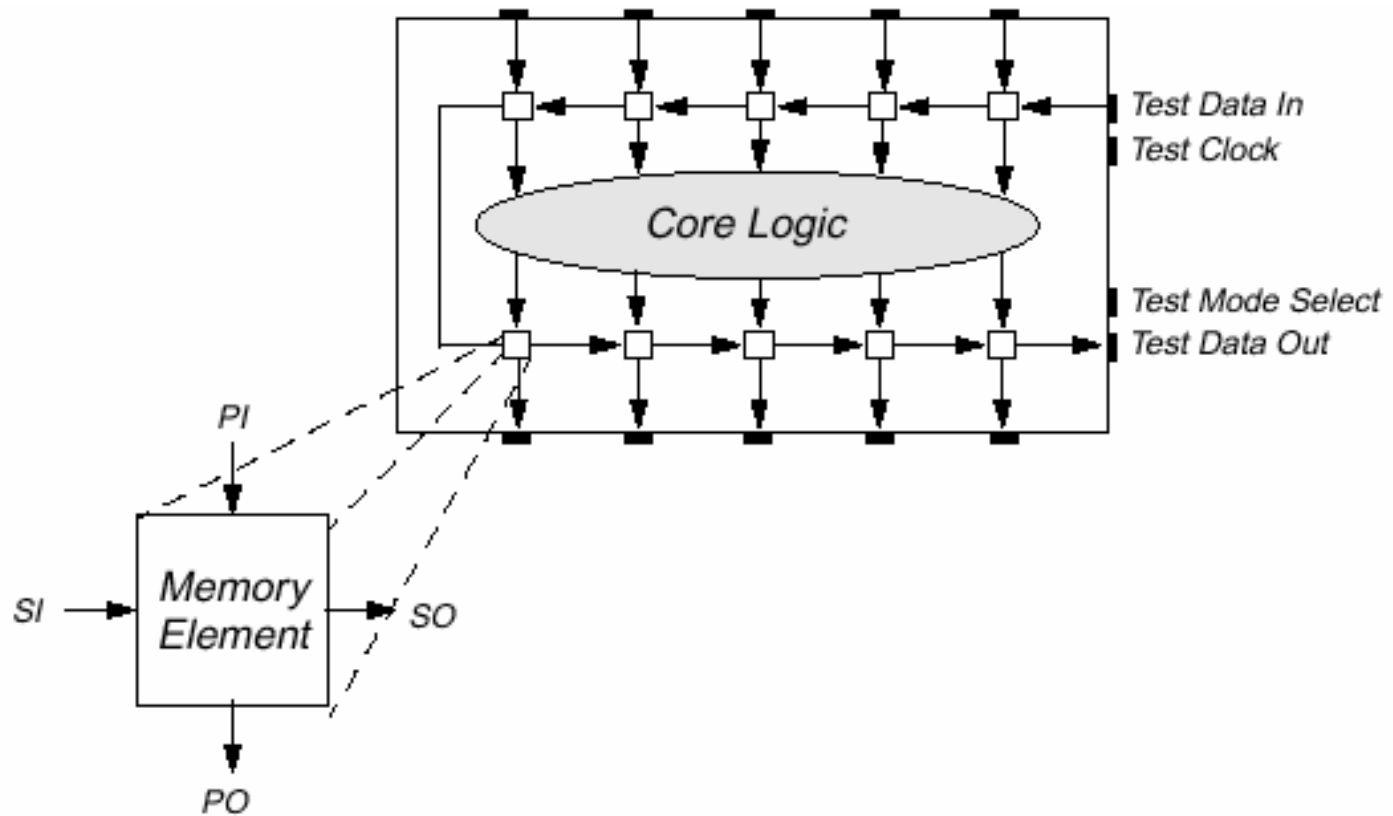 Test Data In
Test Clock
Core Logic
Test Mode Select
Test Data Out
PI
Memory
Element
SI
SO
PO